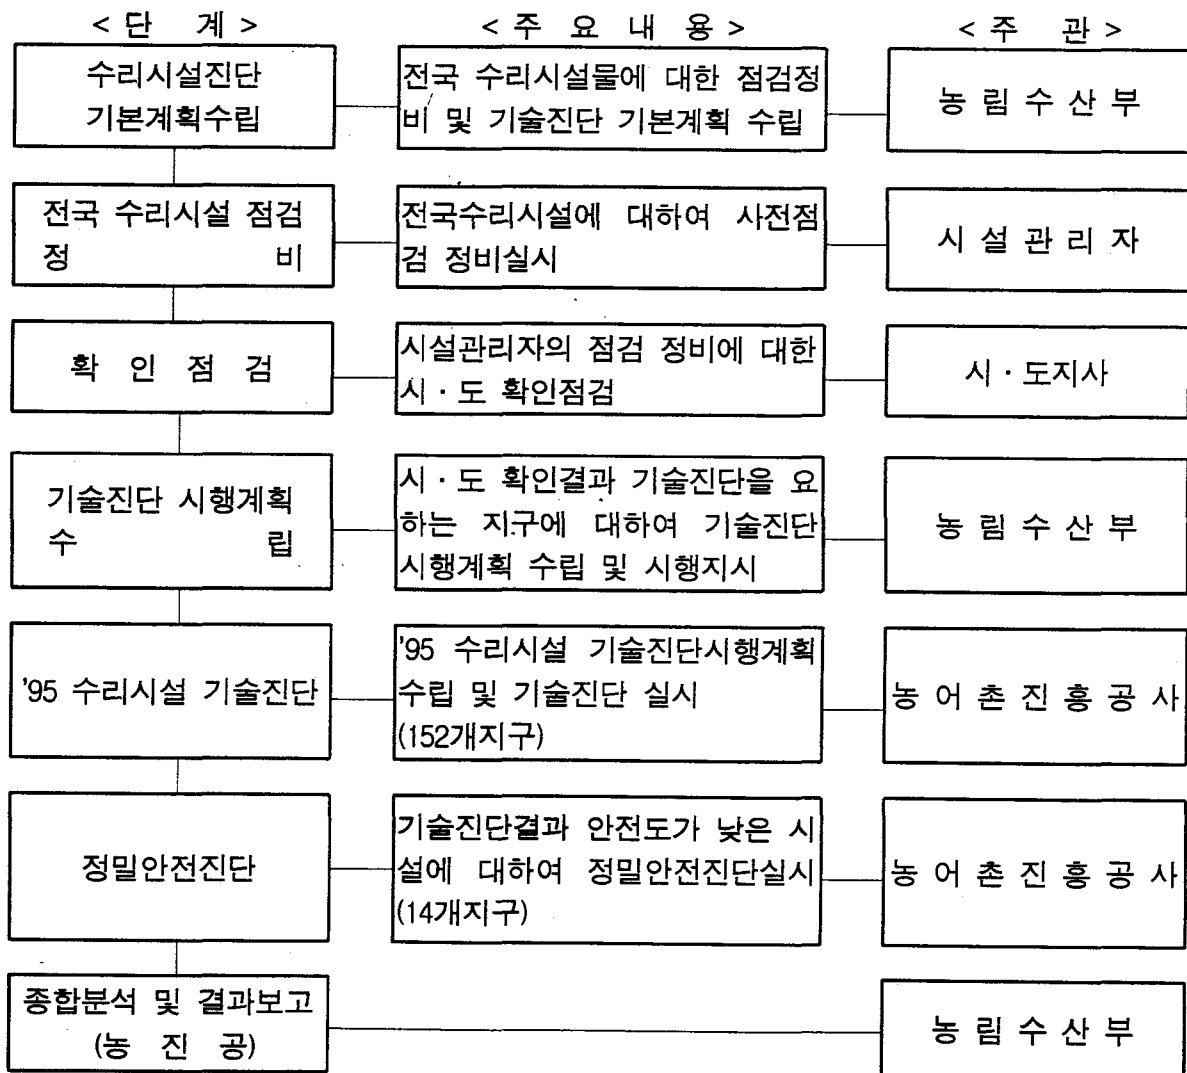 < 단 계 > < 주 요 내 용 > < 주 관 >
수리시설진단
기본계획수립
전국 수리시설물에 대한 점검정
비 및 기술진단 기본계획 수립
농 림 수 산 부
전국 수리시설 점검
정 비
전국수리시설에 대하여 사전점
검 정비실시
시 설 관 리 자
확 인 점 검
시설관리자의 점검 정비에 대한
시 · 도 확인점검
시 · 도지사
기술진단 시행계획
수 립
시 · 도 확인결과 기술진단을 요
하는 지구에 대하여 기술진단
시행계획 수립 및 시행지시
농 림 수 산 부
'95 수리시설 기술진단
'95 수리시설 기술진단시행계획
수립 및 기술진단 실시
(152개지구)
농 어 촌 진 흥 공 사
정밀안전진단
기술진단결과 안전도가 낮은 시
설에 대하여 정밀안전진단실시
(14개지구)
농 어 촌 진 흥 공 사
종합분석 및 결과보고
(농 진 공)
농 림 수 산 부